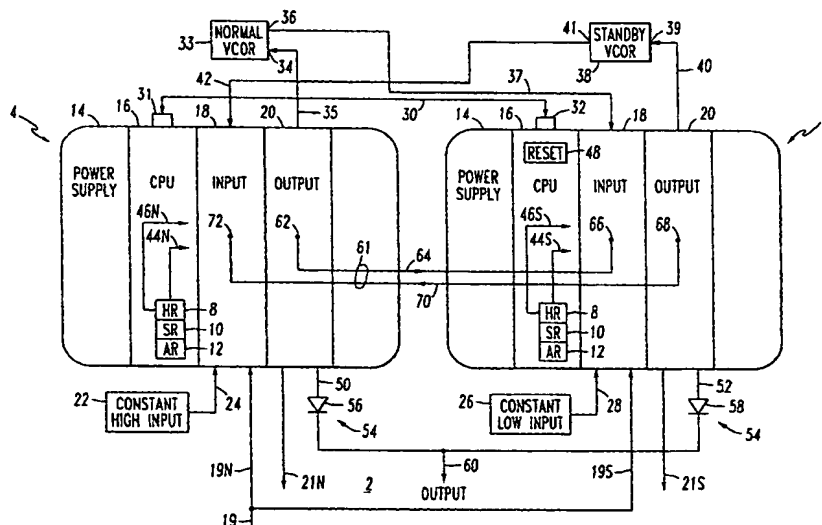 36
33
NORMAL
VCOR
34
41
STANDBY
VCOR
39
38
42
37
40
31
35
30
32
4
14
16
18
20
14
16
18
20
POWER
SUPPLY
CPU
INPUT
OUTPUT
POWER
SUPPLY
CPU
INPUT
OUTPUT
RESET
48
46N
44N
72
62
61
64
70
46S
44S
66
68
HR
8
SR
10
AR
12
HR
8
SR
10
AR
12
22
CONSTANT
HIGH INPUT
24
50
56
54
26
CONSTANT
LOW INPUT
28
52
58
54
19N
21N
2
60
OUTPUT
19S
21S
19